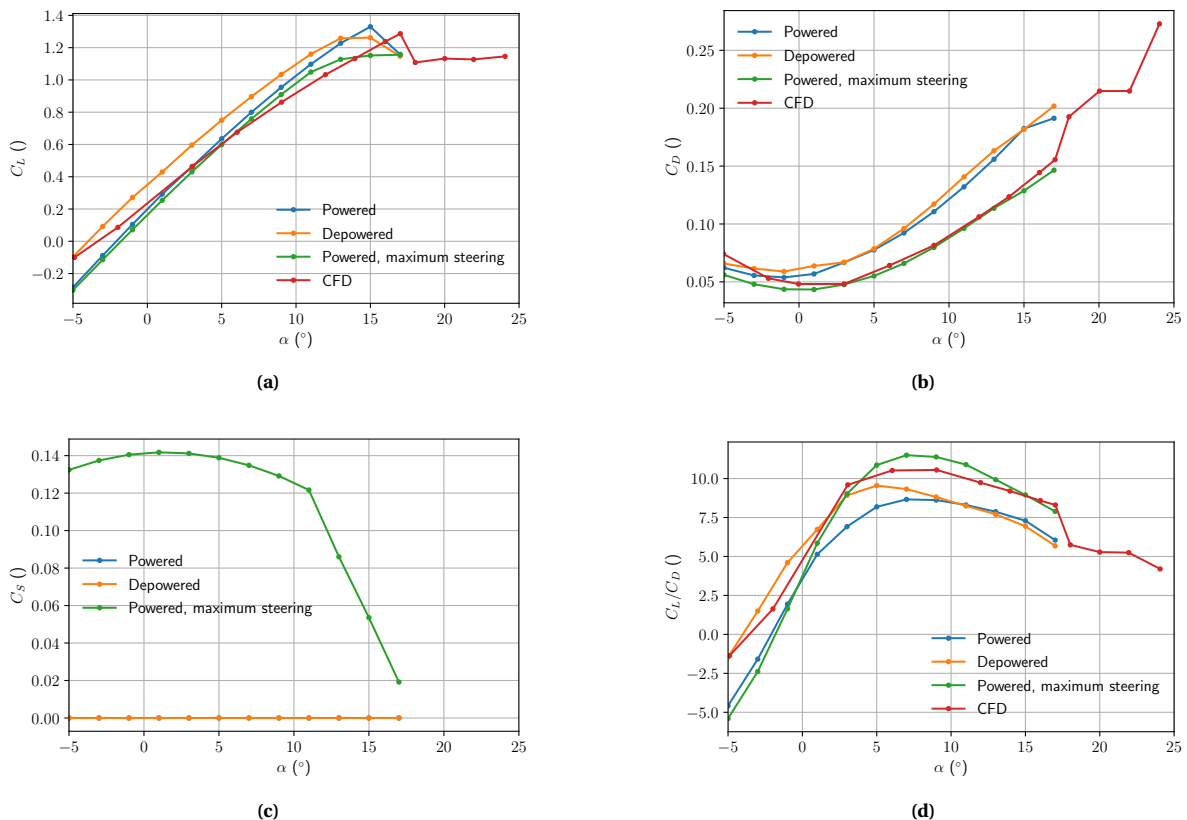 1.4
1.2
1.0
0.8
0.6
0.4
0.2
0.0
−0.2
C_L ()
Powered
Depowered
Powered, maximum steering
CFD
−5 0 5 10 15 20 25
α (°)
(a)
0.25
0.20
0.15
0.10
0.05
C_D ()
Powered
Depowered
Powered, maximum steering
CFD
−5 0 5 10 15 20 25
α (°)
(b)
0.14
0.12
0.10
0.08
0.06
0.04
0.02
0.00
C_S ()
Powered
Depowered
Powered, maximum steering
−5 0 5 10 15 20 25
α (°)
(c)
10.0
7.5
5.0
2.5
0.0
−2.5
−5.0
C_L/C_D ()
Powered
Depowered
Powered, maximum steering
CFD
−5 0 5 10 15 20 25
α (°)
(d)